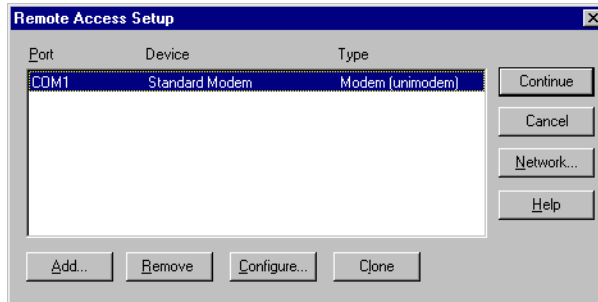 Remote Access Setup
Port Device Type
COM1 Standard Modem Modem (unimodem)
Continue
Cancel
Network...
Help
Add... Remove Configure... Clone